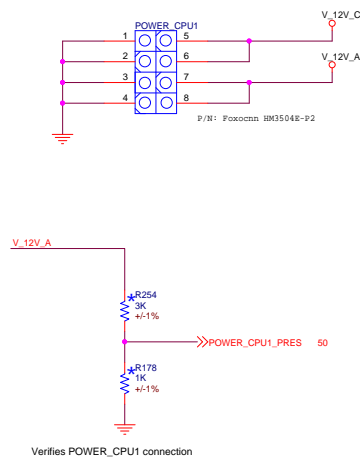 POWER_CPU1
V_12V_C
1 5
2 6
V_12V_A
3 7
4 8
P/N: Foxocnn HM3504E-P2
V_12V_A
*R254
3K
+/-1%
POWER_CPU1_PRES 50
*R178
1K
+/-1%
Verifies POWER_CPU1 connection